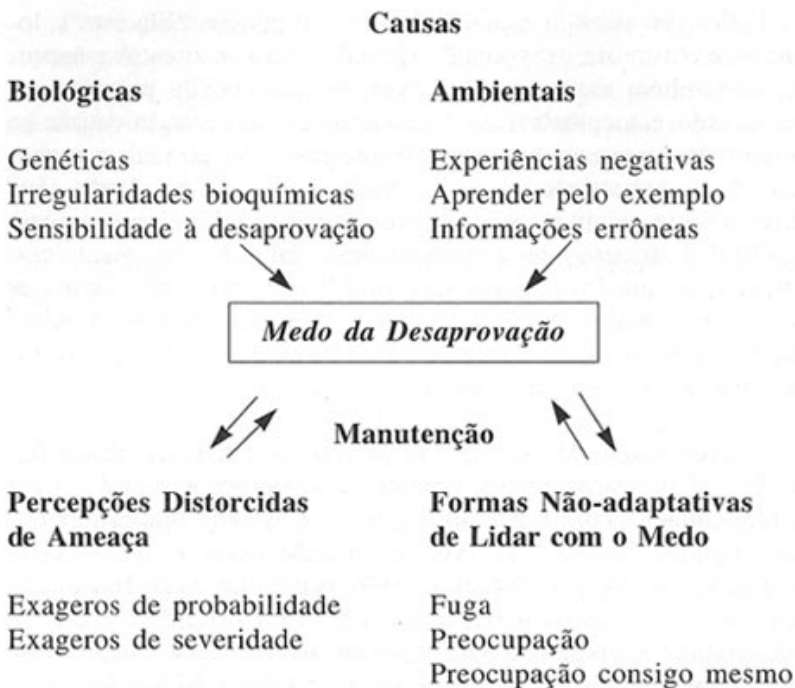 Causas
Biológicas
Genéticas
Irregularidades bioquímicas
Sensibilidade à desaprovação
Ambientais
Experiências negativas
Aprender pelo exemplo
Informações errôneas
Medo da Desaprovação
Manutenção
Percepções Distorcidas
de Ameaça
Exageros de probabilidade
Exageros de severidade
Formas Não-adaptativas
de Lidar com o Medo
Fuga
Preocupação
Preocupação consigo mesmo